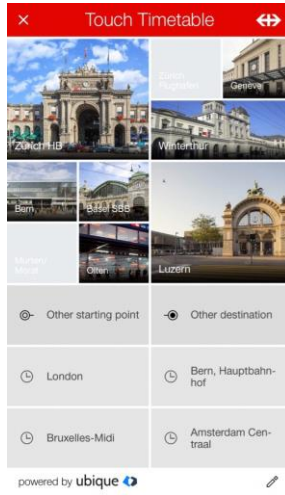 Touch Timetable
Zürich HB
Zürich
Flughafen
Genève
Winterthur
Bern
Basel SBB
Murten/
Morat
Olten
Luzern
Other starting point
Other destination
London
Bern, Hauptbahn-
hof
Bruxelles-Midi
Amsterdam Cen-
traal
powered by ubique